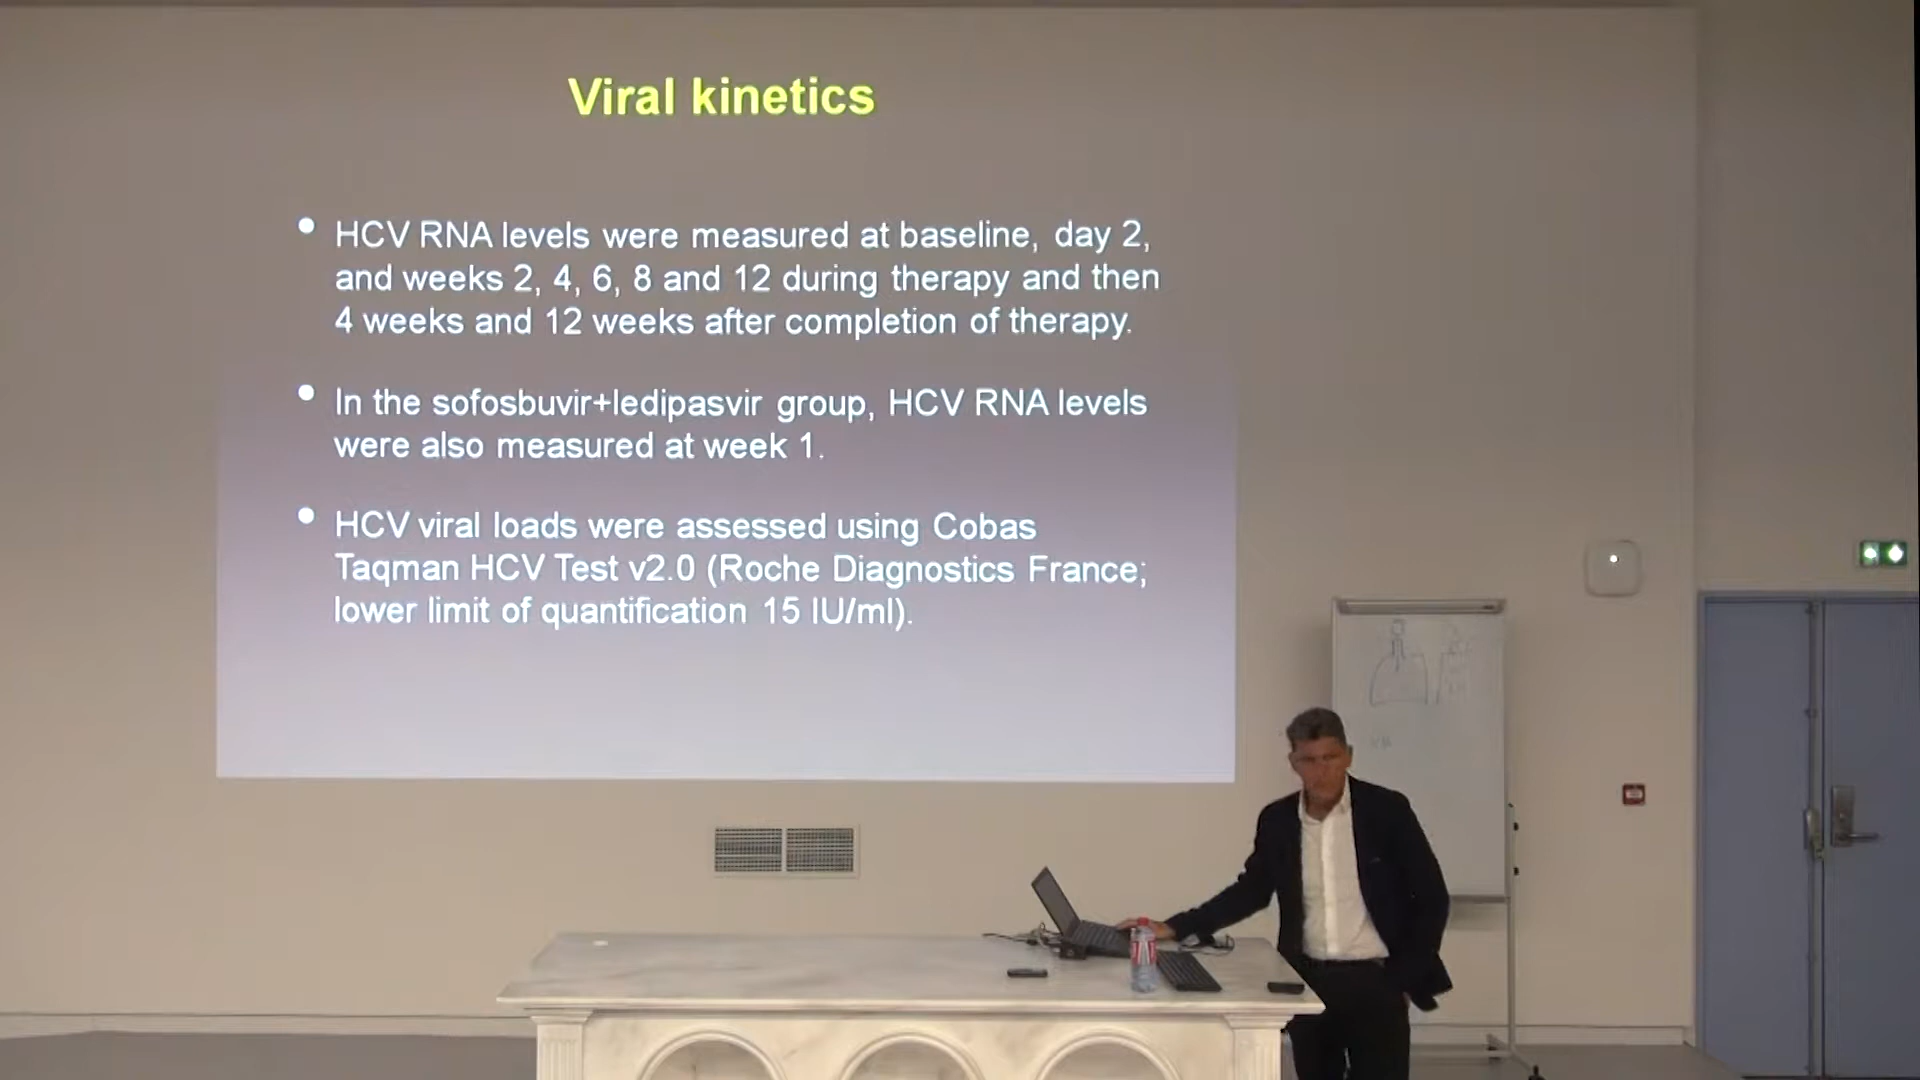 Viral kinetics
• HCV RNA levels were measured at baseline, day 2,
and weeks 2, 4, 6, 8 and 12 during therapy and then
4 weeks and 12 weeks after completion of therapy.
• In the sofosbuvir+ledipasvir group, HCV RNA levels
were also measured at week 1.
• HCV viral loads were assessed using Cobas
Taqman HCV Test v2.0 (Roche Diagnostics France;
lower limit of quantification 15 IU/ml).